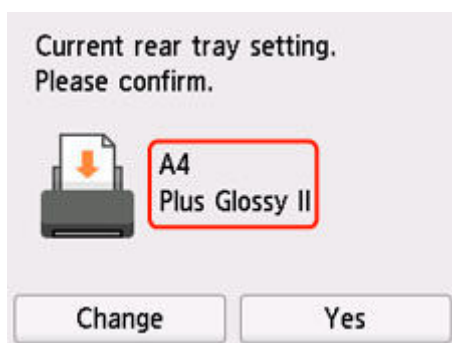 Current rear tray setting.
Please confirm.
A4
Plus Glossy II
Change
Yes